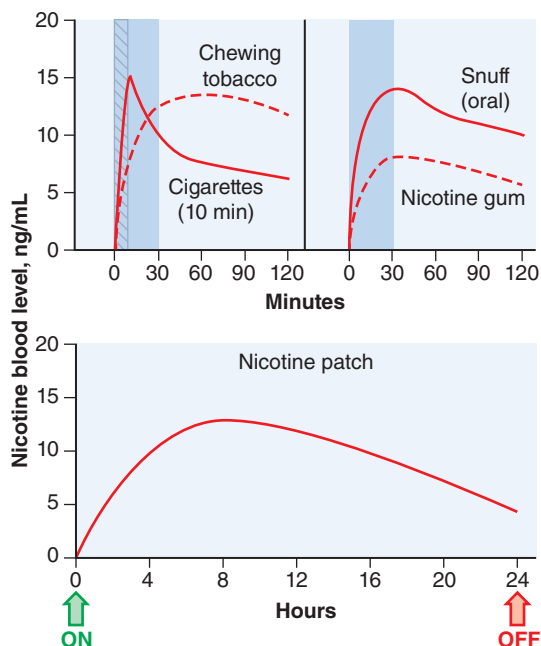 Nicotine blood level, ng/mL
20
15
10
5
0
Chewing
tobacco
Cigarettes
(10 min)
Snuff
(oral)
Nicotine gum
0 30 60 90 120 0 30 60 90 120
Minutes
20
15
10
5
0
Nicotine patch
0 4 8 12 16 20 24
Hours
ON OFF